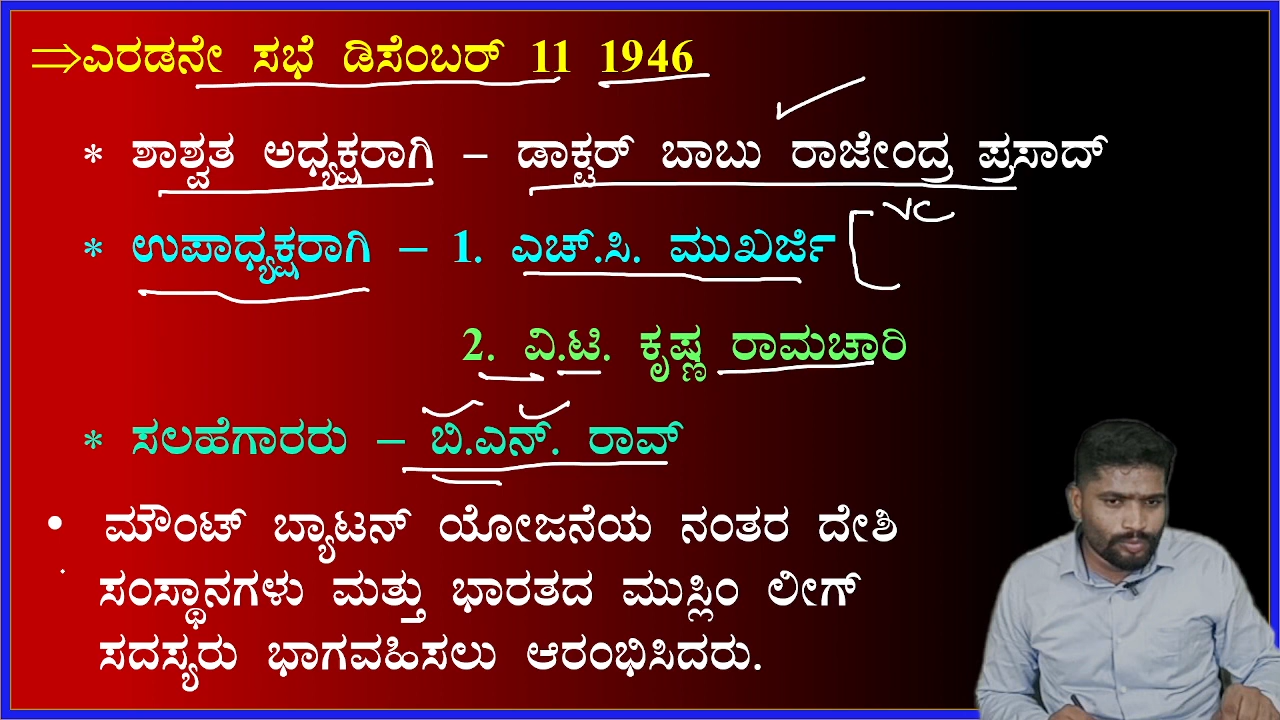 ⇒ಎರಡನೇ ಸಭೆ ಡಿಸೆಂಬರ್ 11 1946
* ಶಾಶ್ವತ ಅಧ್ಯಕ್ಷರಾಗಿ – ಡಾಕ್ಟರ್ ಬಾಬು ರಾಜೇಂದ್ರ ಪ್ರಸಾದ್
VC
* ಉಪಾಧ್ಯಕ್ಷರಾಗಿ – 1. ಎಚ್.ಸಿ. ಮುಖರ್ಜಿ
2. ವಿ.ಟಿ. ಕೃಷ್ಣ ರಾಮಚಾರಿ
* ಸಲಹೆಗಾರರು – ಬಿ.ಎನ್. ರಾವ್
• ಮೌಂಟ್ ಬ್ಯಾಟನ್ ಯೋಜನೆಯ ನಂತರ ದೇಶಿ
ಸಂಸ್ಥಾನಗಳು ಮತ್ತು ಭಾರತದ ಮುಸ್ಲಿಂ ಲೀಗ್
ಸದಸ್ಯರು ಭಾಗವಹಿಸಲು ಆರಂಭಿಸಿದರು.